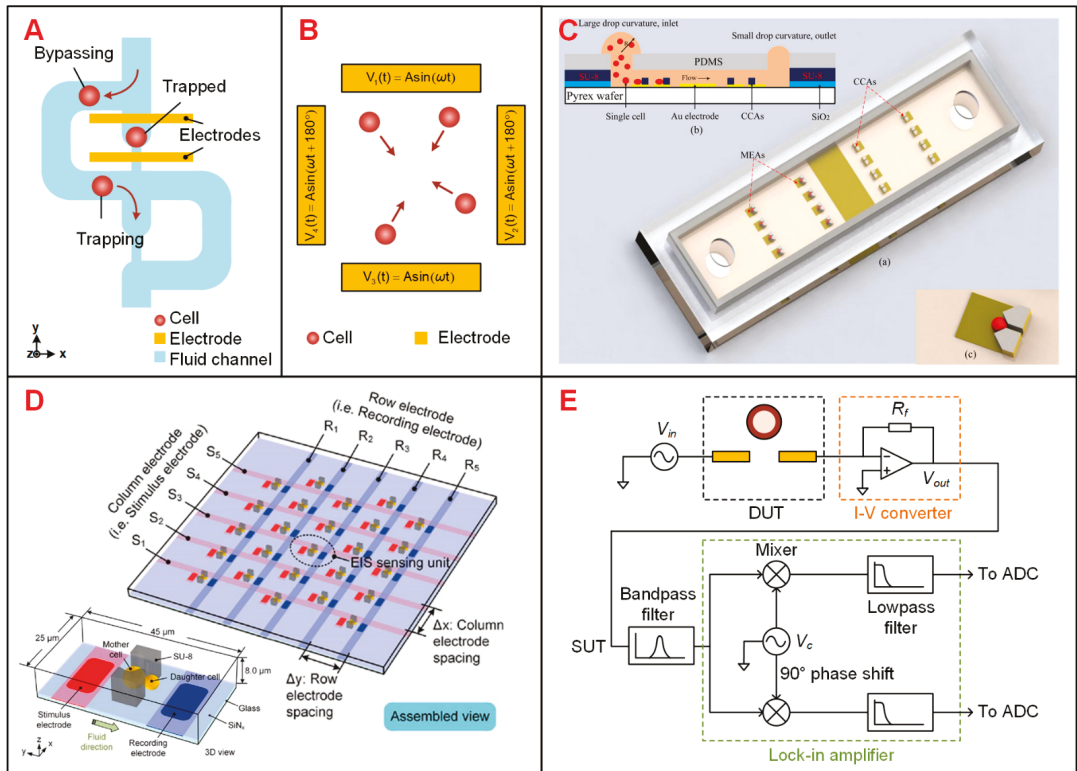 A
Bypassing
Trapped
Electrodes
Trapping
y
z x
Cell
Electrode
Fluid channel
B
V₁(t) = Asin(ωt)
V₄(t) = Asin(ωt + 180°)
V₂(t) = Asin(ωt + 180°)
V₃(t) = Asin(ωt)
Cell
Electrode
C
Large drop curvature, inlet
Small drop curvature, outlet
PDMS
SU-8
Flow
SU-8
Pyrex wafer
Single cell
Au electrode
CCAs
SiO₂
(b)
CCAs
MEAs
(a)
(c)
D
Row electrode
(i.e. Recording electrode)
Column electrode
(i.e. Stimulus electrode)
R₁
R₂
R₃
R₄
R₅
S₅
S₄
S₃
S₂
S₁
EIS sensing unit
Δx: Column
electrode
spacing
Δy: Row
electrode
spacing
Assembled view
25 μm
45 μm
8.0 μm
Mother
cell
SU-8
Daughter cell
Glass
SiNₓ
Stimulus
electrode
Fluid
direction
Recording
electrode
3D view
z
y x
E
Vᵢₙ
DUT
R_f
−
+
Vₒᵤₜ
I-V converter
Mixer
To ADC
Bandpass
filter
Lowpass
filter
SUT
V_c
90° phase shift
To ADC
Lock-in amplifier